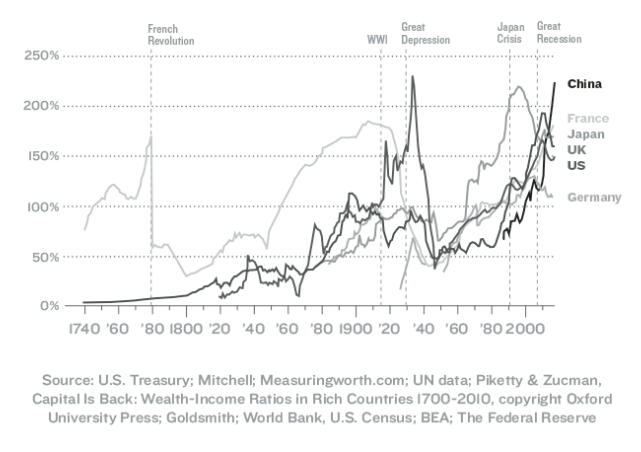 French
Revolution
WWI
Great
Depression
Japan
Crisis
Great
Recession
250%
200%
150%
100%
50%
0%
China
France
Japan
UK
US
Germany
1740 '60 '80 1800 '20 '40 '60 '80 1900 '20 '40 '60 '80 2000
Source: U.S. Treasury; Mitchell; Measuringworth.com; UN data; Piketty & Zucman,
Capital Is Back: Wealth-Income Ratios in Rich Countries 1700-2010, copyright Oxford
University Press; Goldsmith; World Bank, U.S. Census; BEA; The Federal Reserve